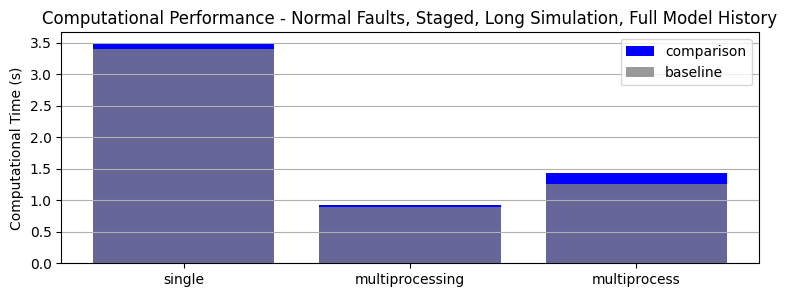 Computational Performance - Normal Faults, Staged, Long Simulation, Full Model History
comparison
baseline
Computational Time (s)
3.5
3.0
2.5
2.0
1.5
1.0
0.5
0.0
single
multiprocessing
multiprocess